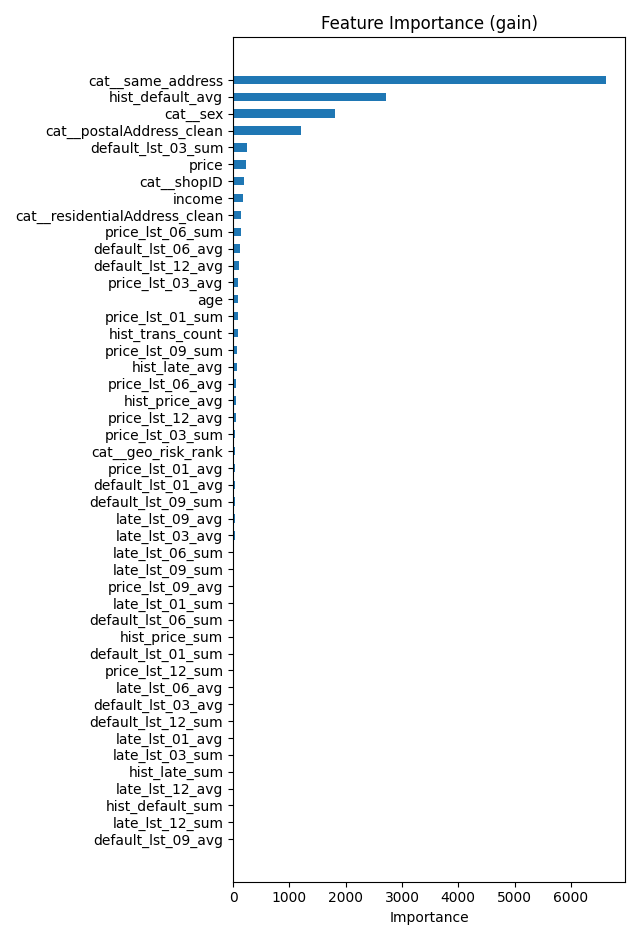 Feature Importance (gain)
cat__same_address
hist_default_avg
cat__sex
cat__postalAddress_clean
default_lst_03_sum
price
cat__shopID
income
cat__residentialAddress_clean
price_lst_06_sum
default_lst_06_avg
default_lst_12_avg
price_lst_03_avg
age
price_lst_01_sum
hist_trans_count
price_lst_09_sum
hist_late_avg
price_lst_06_avg
hist_price_avg
price_lst_12_avg
price_lst_03_sum
cat__geo_risk_rank
price_lst_01_avg
default_lst_01_avg
default_lst_09_sum
late_lst_09_avg
late_lst_03_avg
late_lst_06_sum
late_lst_09_sum
price_lst_09_avg
late_lst_01_sum
default_lst_06_sum
hist_price_sum
default_lst_01_sum
price_lst_12_sum
late_lst_06_avg
default_lst_03_avg
default_lst_12_sum
late_lst_01_avg
late_lst_03_sum
hist_late_sum
late_lst_12_avg
hist_default_sum
late_lst_12_sum
default_lst_09_avg
0 1000 2000 3000 4000 5000 6000
Importance